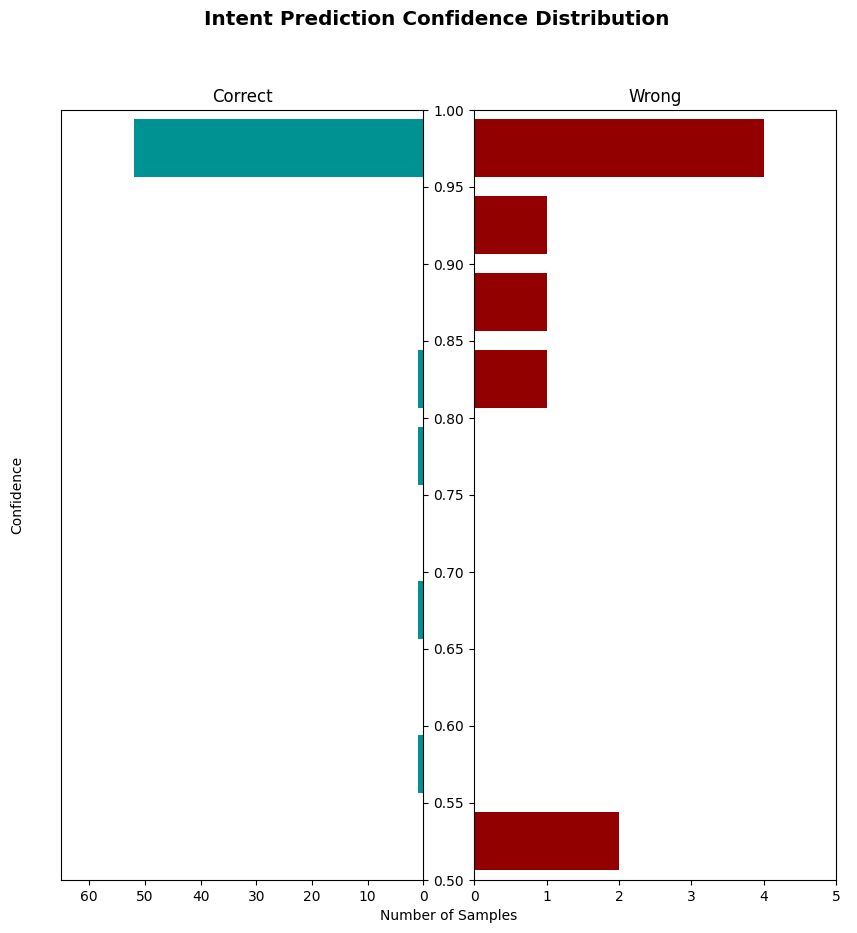 Intent Prediction Confidence Distribution
Correct
Wrong
1.00
0.95
0.90
0.85
0.80
0.75
0.70
0.65
0.60
0.55
0.50
Confidence
60 50 40 30 20 10 0
0 1 2 3 4 5
Number of Samples